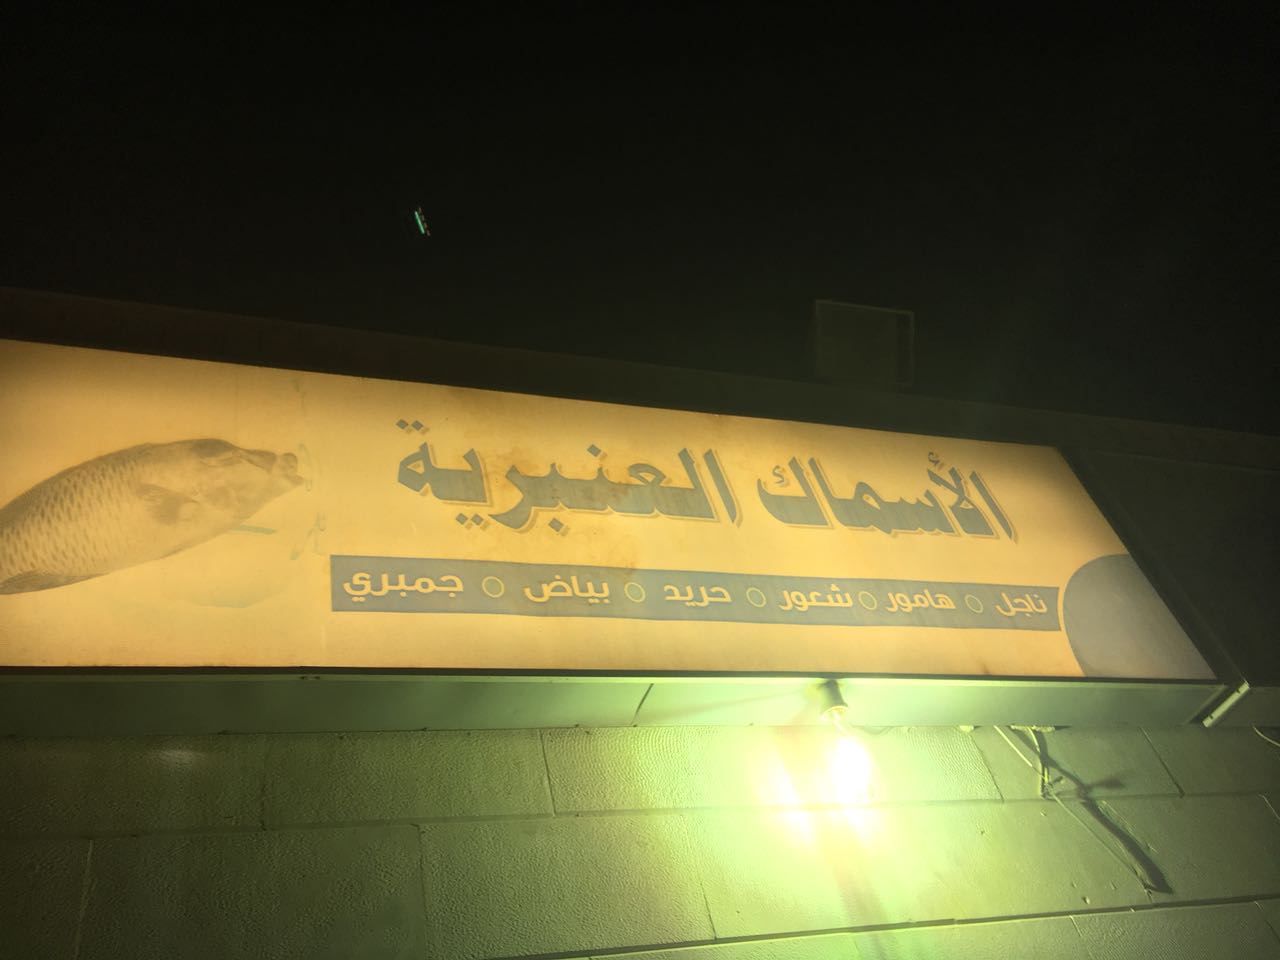 الأسماك العنبرية
ناجل ○ هامور ○ شعور ○ حريد ○ بياض ○ جمبري